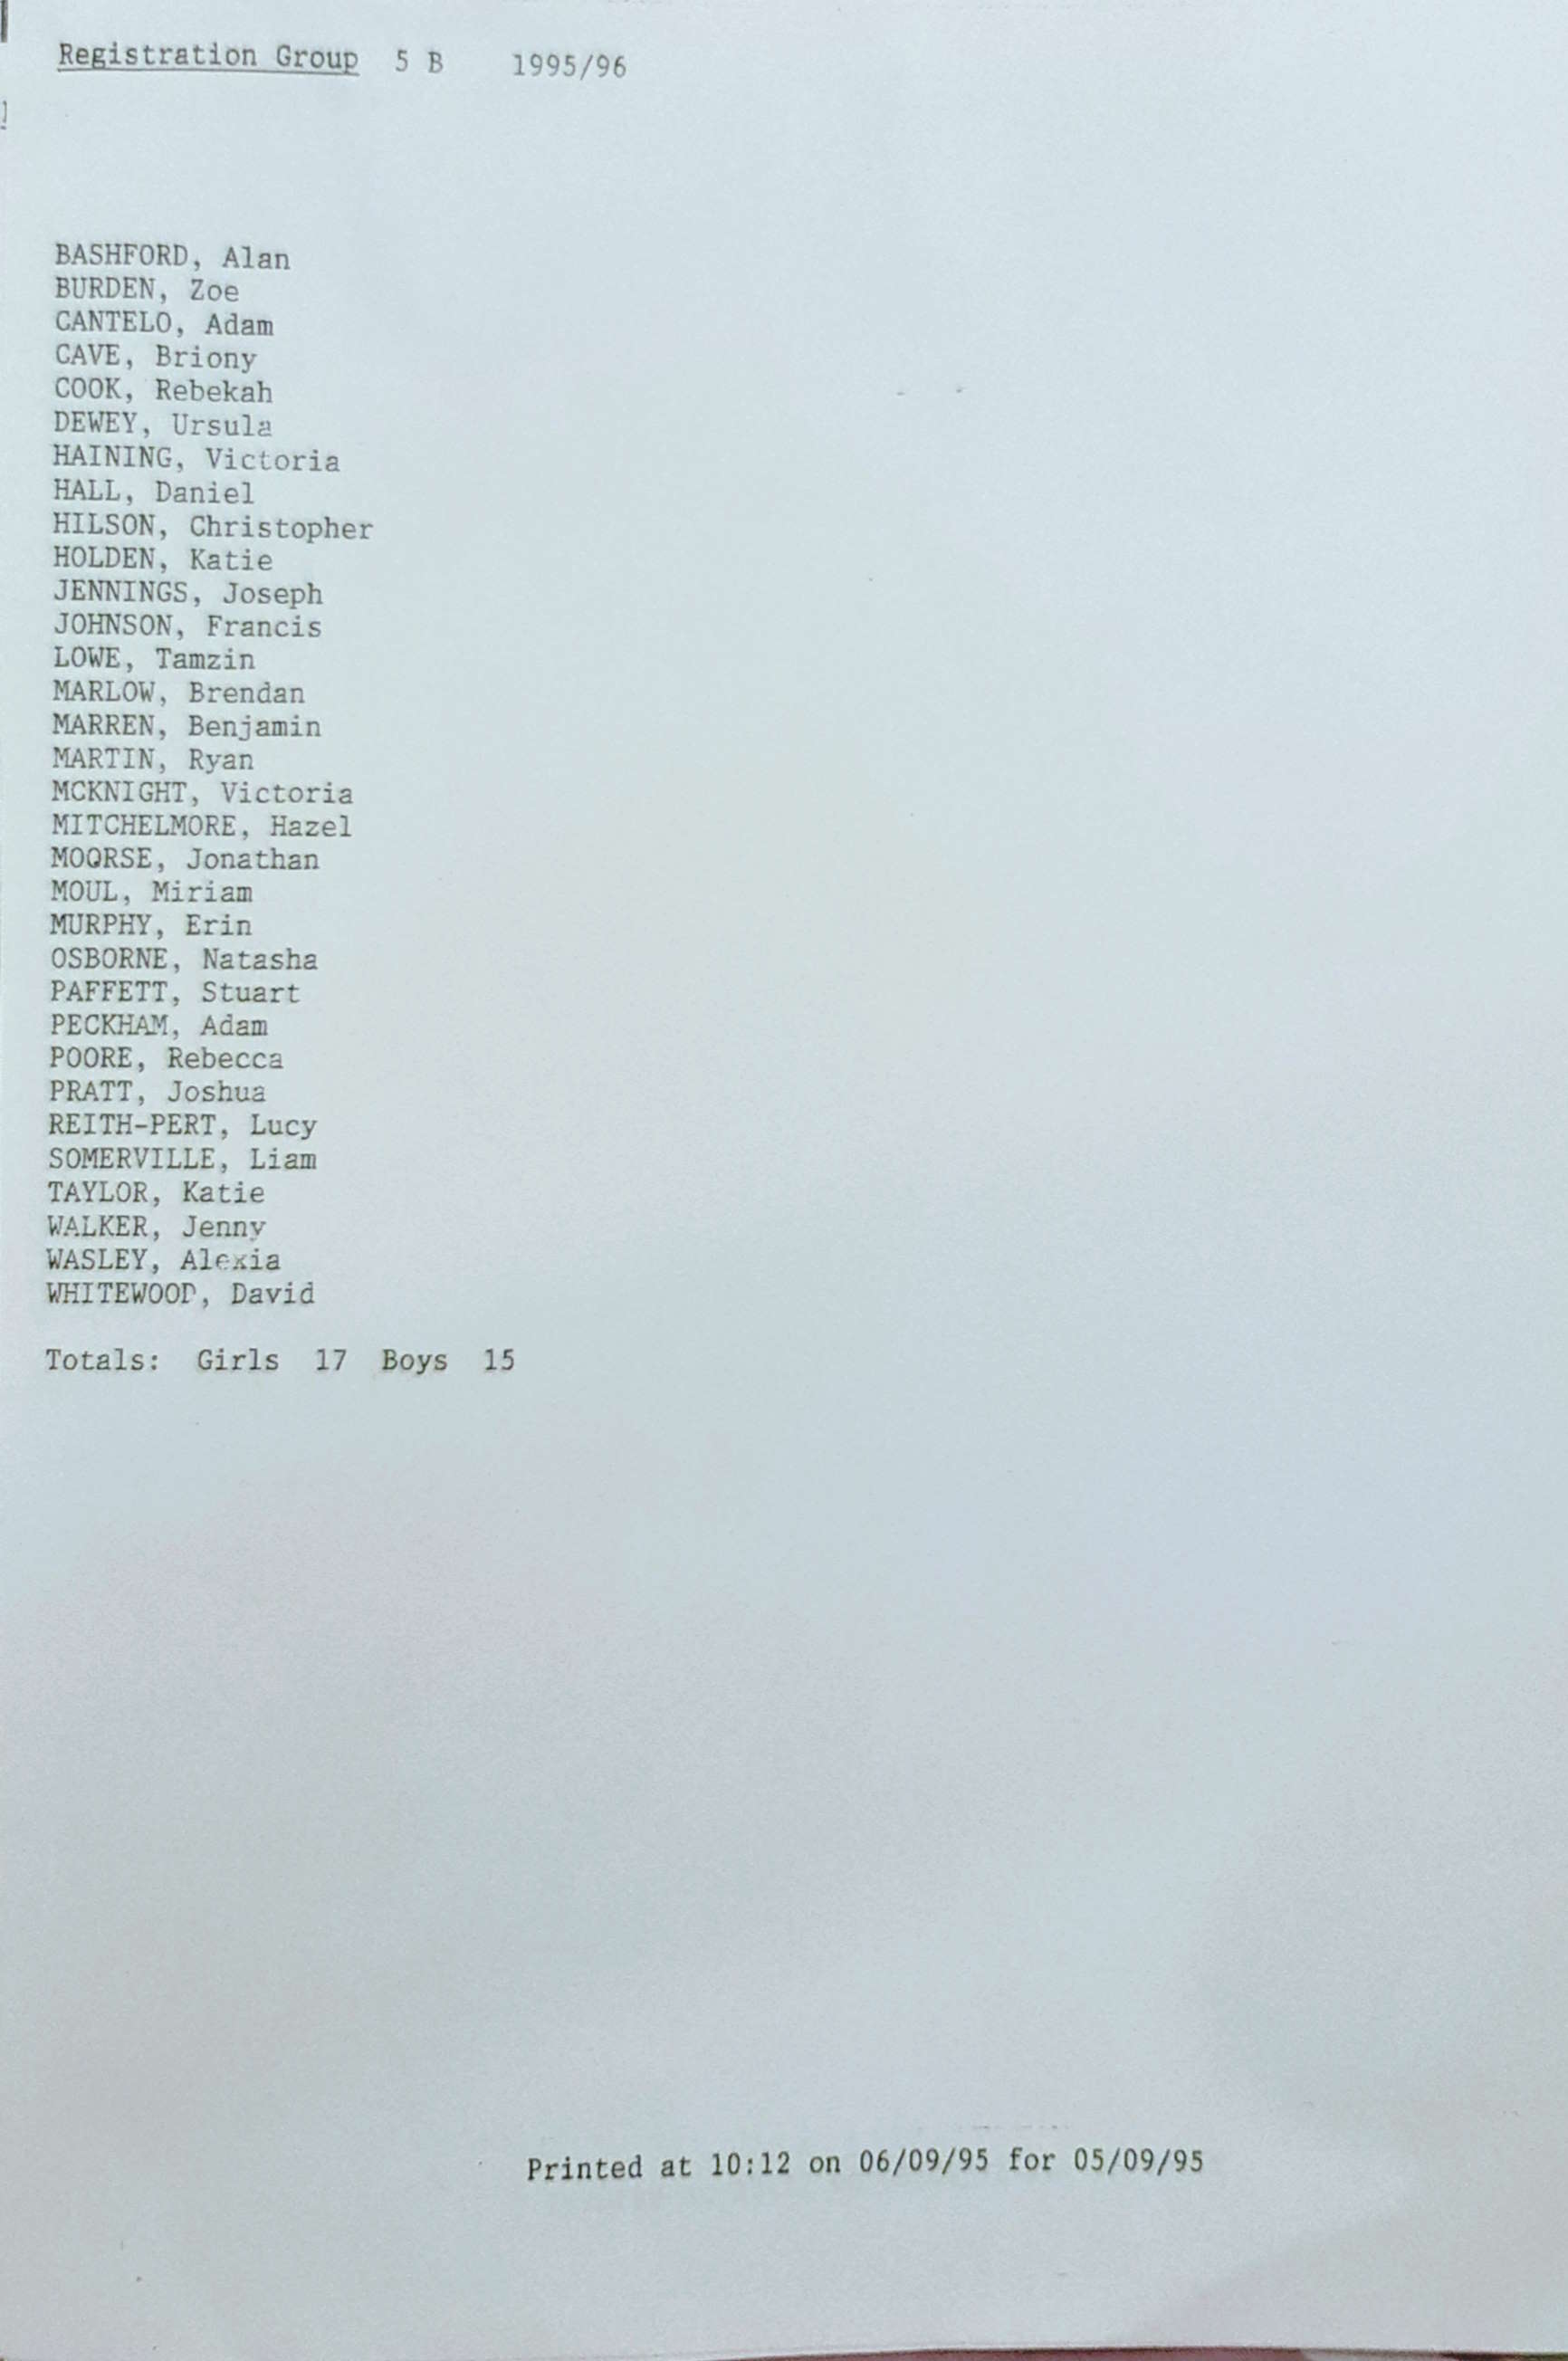 Registration Group 5 B 1995/96
BASHFORD, Alan
BURDEN, Zoe
CANTELO, Adam
CAVE, Briony
COOK, Rebekah
DEWEY, Ursula
HAINING, Victoria
HALL, Daniel
HILSON, Christopher
HOLDEN, Katie
JENNINGS, Joseph
JOHNSON, Francis
LOWE, Tamzin
MARLOW, Brendan
MARREN, Benjamin
MARTIN, Ryan
MCKNIGHT, Victoria
MITCHELMORE, Hazel
MOORSE, Jonathan
MOUL, Miriam
MURPHY, Erin
OSBORNE, Natasha
PAFFETT, Stuart
PECKHAM, Adam
POORE, Rebecca
PRATT, Joshua
REITH-PERT, Lucy
SOMERVILLE, Liam
TAYLOR, Katie
WALKER, Jenny
WASLEY, Alexia
WHITEWOOD, David
Totals: Girls 17 Boys 15
Printed at 10:12 on 06/09/95 for 05/09/95